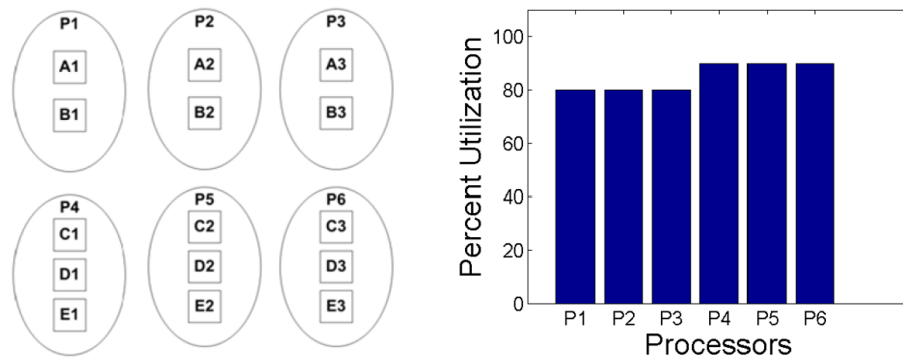 P1
A1
B1
P2
A2
B2
P3
A3
B3
P4
C1
D1
E1
P5
C2
D2
E2
P6
C3
D3
E3
Percent Utilization
100
80
60
40
20
0
P1 P2 P3 P4 P5 P6
Processors